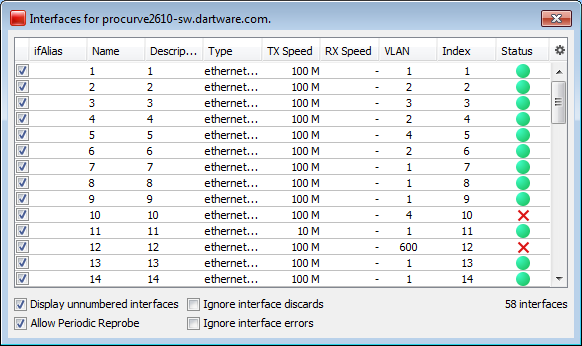 Interfaces for procurve2610-sw.dartware.com.
ifAlias Name Descrip... Type TX Speed RX Speed VLAN Index Status
1 1 ethernet... 100 M - 1 1
2 2 ethernet... 100 M - 2 2
3 3 ethernet... 100 M - 3 3
4 4 ethernet... 100 M - 2 4
5 5 ethernet... 100 M - 4 5
6 6 ethernet... 100 M - 2 6
7 7 ethernet... 100 M - 1 7
8 8 ethernet... 100 M - 1 8
9 9 ethernet... 100 M - 1 9
10 10 ethernet... 100 M - 4 10
11 11 ethernet... 10 M - 1 11
12 12 ethernet... 100 M - 600 12
13 13 ethernet... 100 M - 1 13
14 14 ethernet... 100 M - 1 14
Display unnumbered interfaces Ignore interface discards 58 interfaces
Allow Periodic Reprobe Ignore interface errors